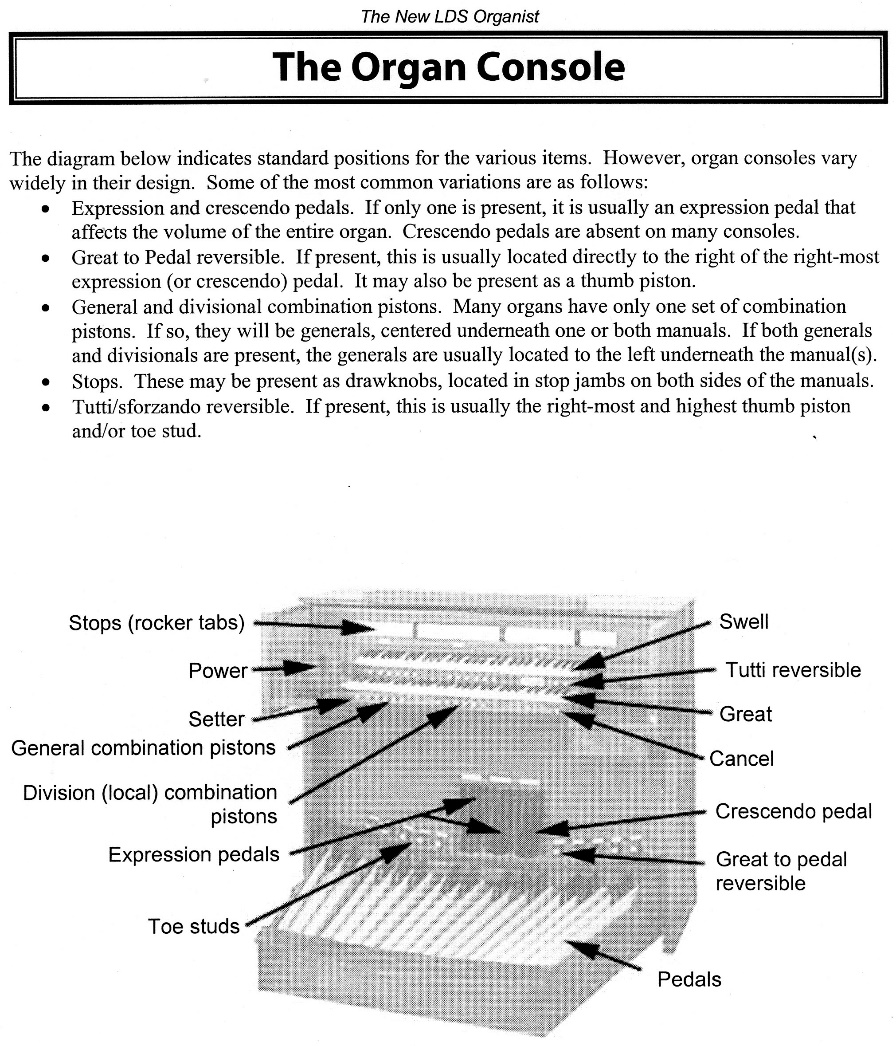 The New LDS Organist
The Organ Console
The diagram below indicates standard positions for the various items.  However, organ consoles vary
widely in their design.  Some of the most common variations are as follows:
• Expression and crescendo pedals.  If only one is present, it is usually an expression pedal that
affects the volume of the entire organ.  Crescendo pedals are absent on many consoles.
• Great to Pedal reversible.  If present, this is usually located directly to the right of the right-most
expression (or crescendo) pedal.  It may also be present as a thumb piston.
• General and divisional combination pistons.  Many organs have only one set of combination
pistons.  If so, they will be generals, centered underneath one or both manuals.  If both generals
and divisionals are present, the generals are usually located to the left underneath the manual(s).
• Stops.  These may be present as drawknobs, located in stop jambs on both sides of the manuals.
• Tutti/sforzando reversible.  If present, this is usually the right-most and highest thumb piston
and/or toe stud.
Stops (rocker tabs)
Power
Setter
General combination pistons
Division (local) combination
pistons
Expression pedals
Toe studs
Swell
Tutti reversible
Great
Cancel
Crescendo pedal
Great to pedal
reversible
Pedals